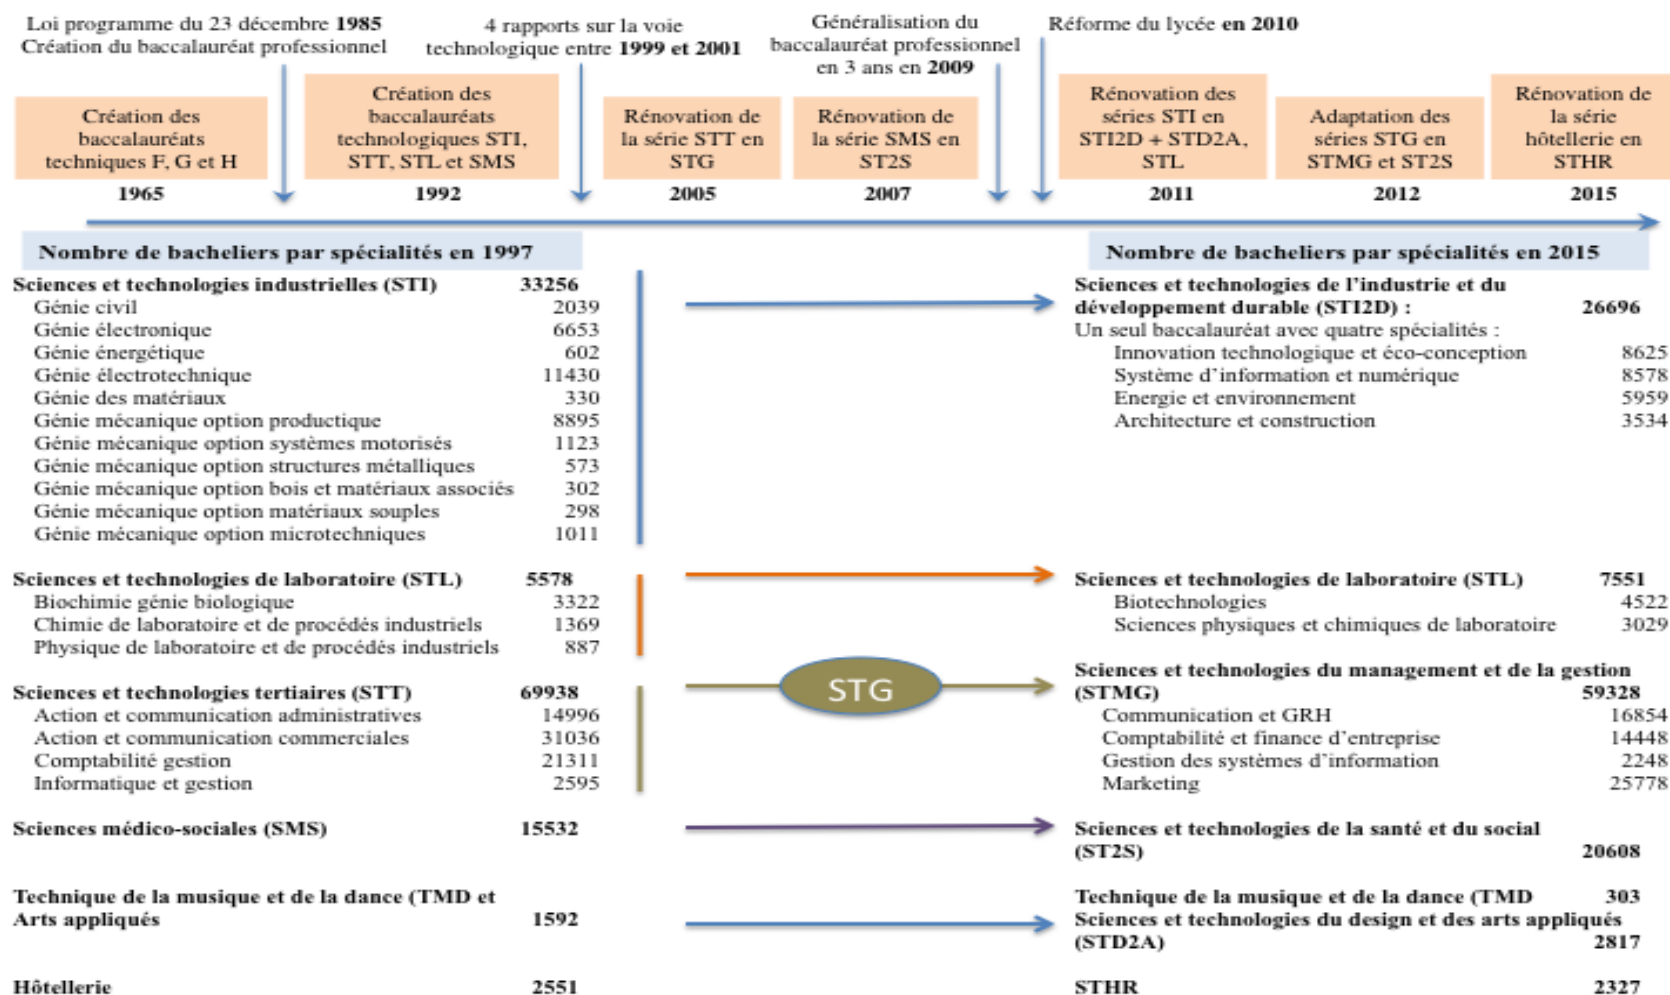 Loi programme du 23 décembre 1985
Création du baccalauréat professionnel
4 rapports sur la voie
technologique entre 1999 et 2001
Généralisation du
baccalauréat professionnel
en 3 ans en 2009
Réforme du lycée en 2010
Création des
baccalauréats
techniques F, G et H
1965
Création des
baccalauréats
technologiques STI,
STT, STL et SMS
1992
Rénovation de
la série STT en
STG
2005
Rénovation de
la série SMS en
ST2S
2007
Rénovation des
séries STI en
STI2D + STD2A,
STL
2011
Adaptation des
séries STG en
STMG et ST2S
2012
Rénovation de
la série
hôtellerie en
STHR
2015
Nombre de bacheliers par spécialités en 1997
Sciences et technologies industrielles (STI) 33256
Génie civil 2039
Génie électronique 6653
Génie énergétique 602
Génie électrotechnique 11430
Génie des matériaux 330
Génie mécanique option productique 8895
Génie mécanique option systèmes motorisés 1123
Génie mécanique option structures métalliques 573
Génie mécanique option bois et matériaux associés 302
Génie mécanique option matériaux souples 298
Génie mécanique option microtechniques 1011
Sciences et technologies de laboratoire (STL) 5578
Biochimie génie biologique 3322
Chimie de laboratoire et de procédés industriels 1369
Physique de laboratoire et de procédés industriels 887
Sciences et technologies tertiaires (STT) 69938
Action et communication administratives 14996
Action et communication commerciales 31036
Comptabilité gestion 21311
Informatique et gestion 2595
Sciences médico-sociales (SMS) 15532
Technique de la musique et de la dance (TMD et
Arts appliqués 1592
Hôtellerie 2551
STG
Nombre de bacheliers par spécialités en 2015
Sciences et technologies de l'industrie et du
développement durable (STI2D) : 26696
Un seul baccalauréat avec quatre spécialités :
Innovation technologique et éco-conception 8625
Système d'information et numérique 8578
Energie et environnement 5959
Architecture et construction 3534
Sciences et technologies de laboratoire (STL) 7551
Biotechnologies 4522
Sciences physiques et chimiques de laboratoire 3029
Sciences et technologies du management et de la gestion
(STMG) 59328
Communication et GRH 16854
Comptabilité et finance d'entreprise 14448
Gestion des systèmes d'information 2248
Marketing 25778
Sciences et technologies de la santé et du social
(ST2S) 20608
Technique de la musique et de la dance (TMD 303
Sciences et technologies du design et des arts appliqués
(STD2A) 2817
STHR 2327